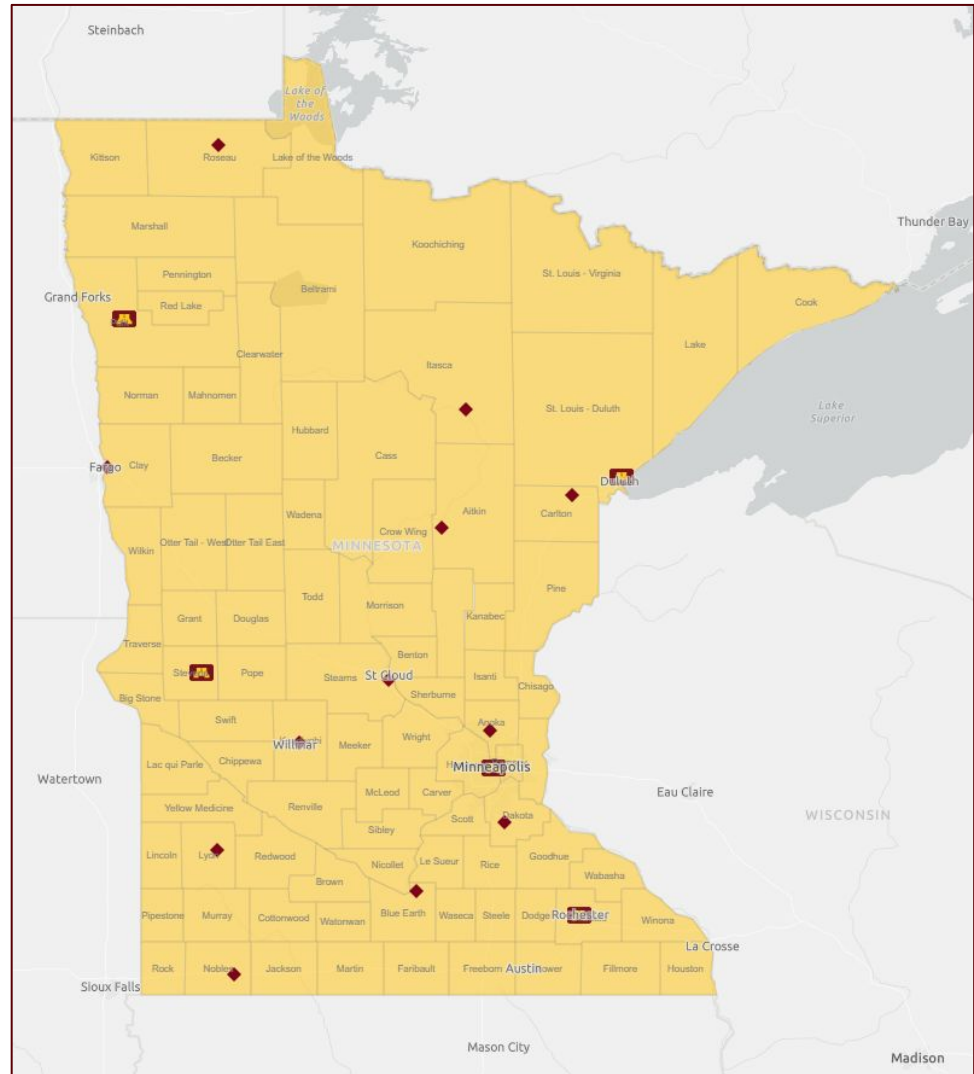 Steinbach
Lake of
the
Woods
Kittson
Roseau
Lake of the Woods
Thunder Bay
Marshall
Koochiching
Pennington
St. Louis - Virginia
Beltrami
Grand Forks
Red Lake
Cook
Lake
Clearwater
Itasca
Norman
Mahnomen
St. Louis - Duluth
Lake
Superior
Hubbard
Cass
Becker
Clay
Fargo
Duluth
Aitkin
Carlton
Wadena
Crow Wing
Otter Tail - West
Otter Tail East
MINNESOTA
Wilkin
Pine
Todd
Morrison
Grant
Douglas
Kanabec
Traverse
Benton
Pope
Stearns
St Cloud
Isanti
Chisago
Big Stone
Sherburne
Swift
Anoka
Wright
Willmar
Meeker
Lac qui Parle
Chippewa
Minneapolis
Watertown
McLeod
Carver
Eau Claire
Yellow Medicine
Renville
Scott
Dakota
WISCONSIN
Sibley
Lincoln
Lyon
Redwood
Nicollet
Le Sueur
Rice
Goodhue
Wabasha
Brown
Pipestone
Murray
Cottonwood
Watonwan
Blue Earth
Waseca
Steele
Dodge
Rochester
Winona
La Crosse
Rock
Nobles
Jackson
Martin
Faribault
Freeborn
Austin
Fillmore
Houston
Sioux Falls
Mason City
Madison